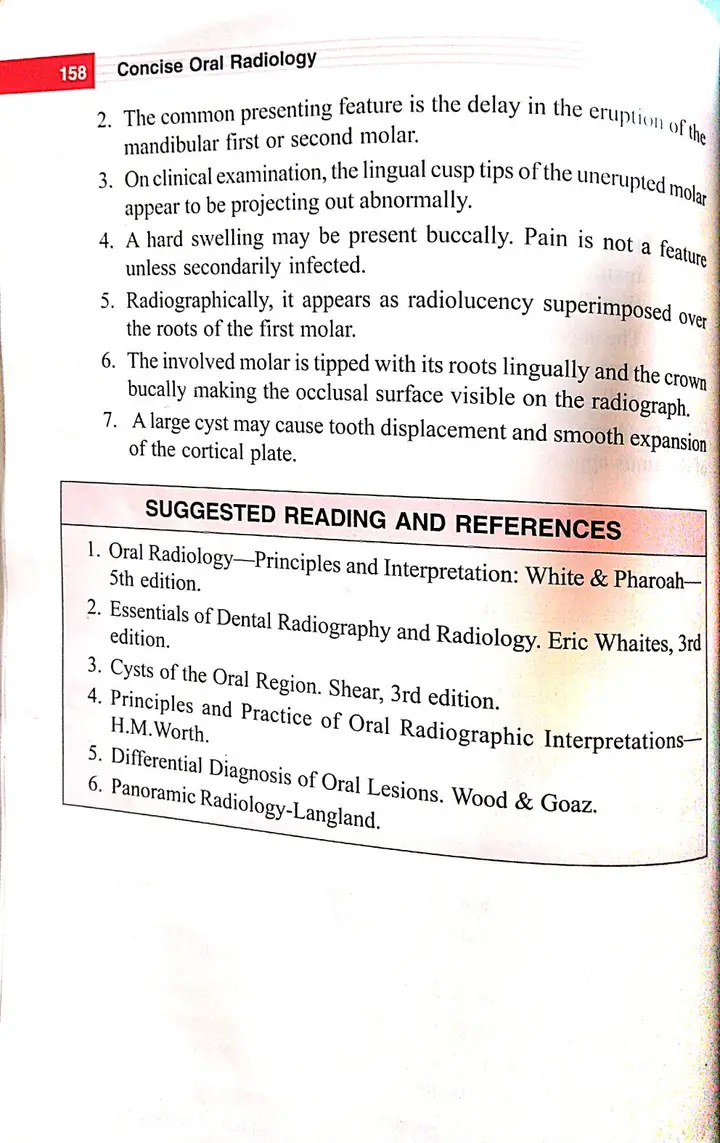 158 Concise Oral Radiology
2. The common presenting feature is the delay in the eruption of the
mandibular first or second molar.
3. On clinical examination, the lingual cusp tips of the unerupted molar
appear to be projecting out abnormally.
4. A hard swelling may be present buccally. Pain is not a feature
unless secondarily infected.
5. Radiographically, it appears as radiolucency superimposed over
the roots of the first molar.
6. The involved molar is tipped with its roots lingually and the crown
bucally making the occlusal surface visible on the radiograph.
7. A large cyst may cause tooth displacement and smooth expansion
of the cortical plate.
SUGGESTED READING AND REFERENCES
1. Oral Radiology—Principles and Interpretation: White & Pharoah—
5th edition.
2. Essentials of Dental Radiography and Radiology. Eric Whaites, 3rd
edition.
3. Cysts of the Oral Region. Shear, 3rd edition.
4. Principles and Practice of Oral Radiographic Interpretations—
H.M.Worth.
5. Differential Diagnosis of Oral Lesions. Wood & Goaz.
6. Panoramic Radiology-Langland.